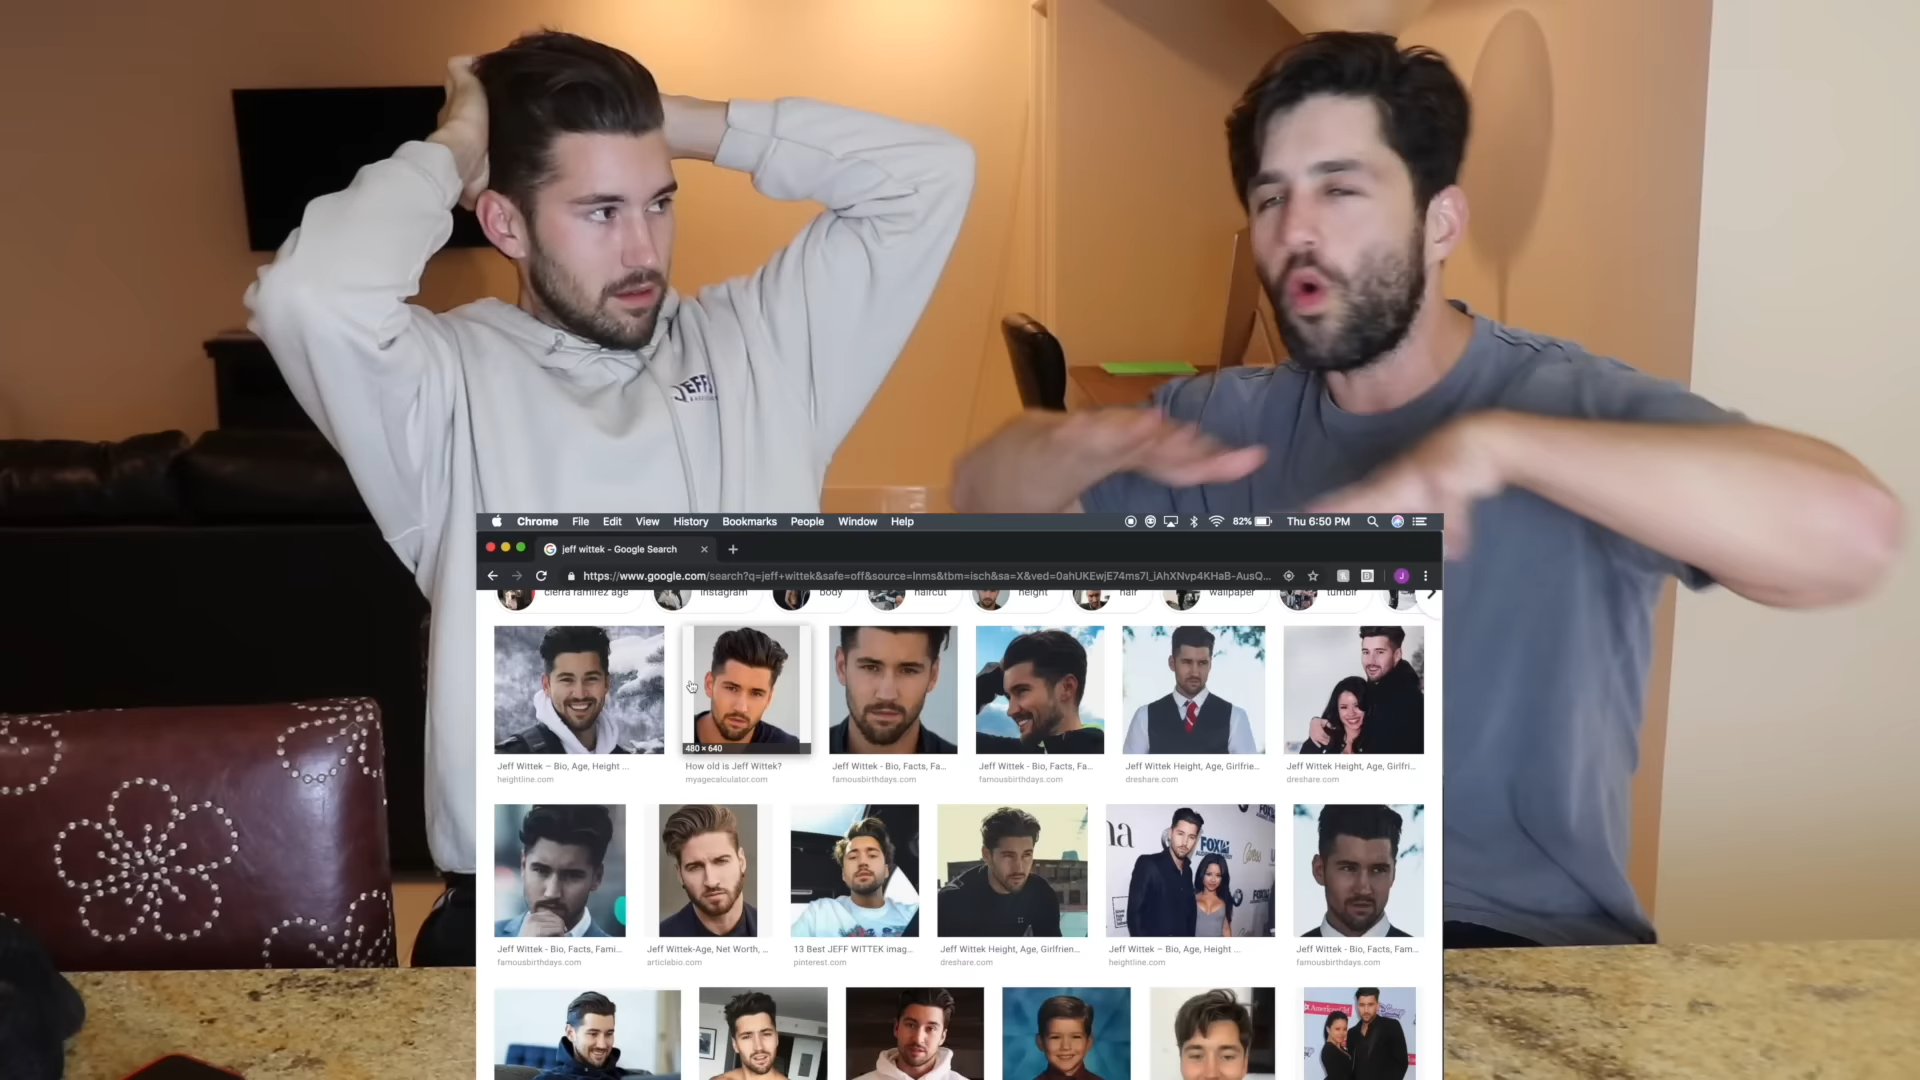 JEFF
Chrome File Edit View History Bookmarks People Window Help 82% Thu 6:50 PM
jeff wittek - Google Search
https://www.google.com/search?q=jeff+wittek&safe=off&source=lnms&tbm=isch&sa=X&ved=0ahUKEwjE74ms7I_iAhXNvp4KHaB-AusQ...
J
cierra ramirez age instagram body haircut height hair wallpaper tumblr
480 × 640
Jeff Wittek – Bio, Age, Height ... How old is Jeff Wittek? Jeff Wittek - Bio, Facts, Fa... Jeff Wittek - Bio, Facts, Fa... Jeff Wittek Height, Age, Girlfrie... Jeff Wittek Height, Age, Girlfri...
heightline.com myagecalculator.com famousbirthdays.com famousbirthdays.com dreshare.com dreshare.com
FOX
Jeff Wittek - Bio, Facts, Fami... Jeff Wittek-Age, Net Worth, ... 13 Best JEFF WITTEK imag... Jeff Wittek Height, Age, Girlfrien... Jeff Wittek – Bio, Age, Height ... Jeff Wittek - Bio, Facts, Fam...
famousbirthdays.com articlebio.com pinterest.com dreshare.com heightline.com famousbirthdays.com